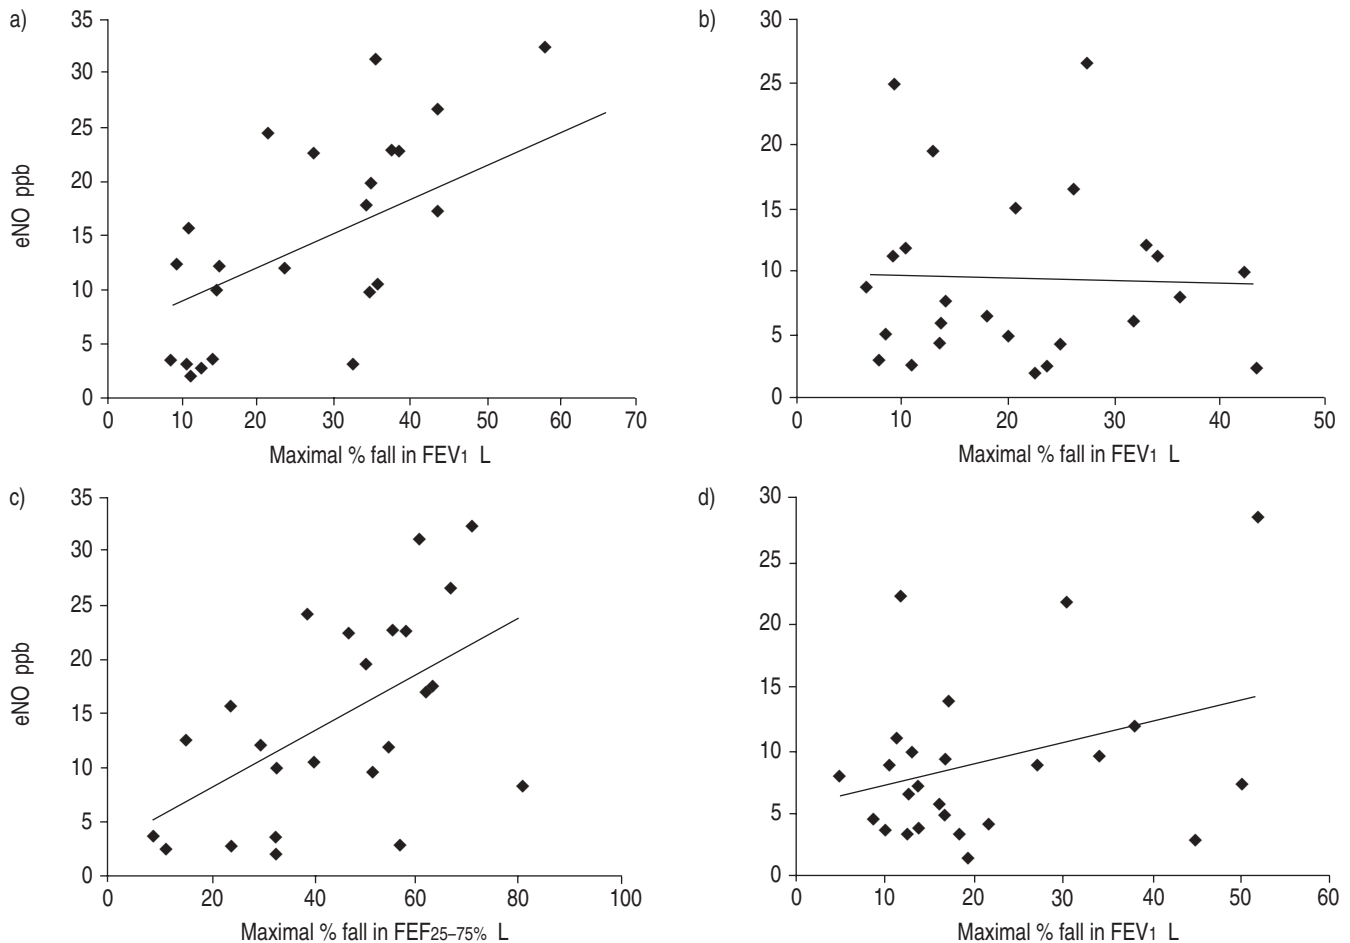 a)
35
30
25
20
15
10
5
0
eNO ppb
0 10 20 30 40 50 60 70
Maximal % fall in FEV1 L
b)
30
25
20
15
10
5
0
0 10 20 30 40 50
Maximal % fall in FEV1 L
c)
35
30
25
20
15
10
5
0
eNO ppb
0 20 40 60 80 100
Maximal % fall in FEF25–75% L
d)
30
25
20
15
10
5
0
0 10 20 30 40 50 60
Maximal % fall in FEV1 L